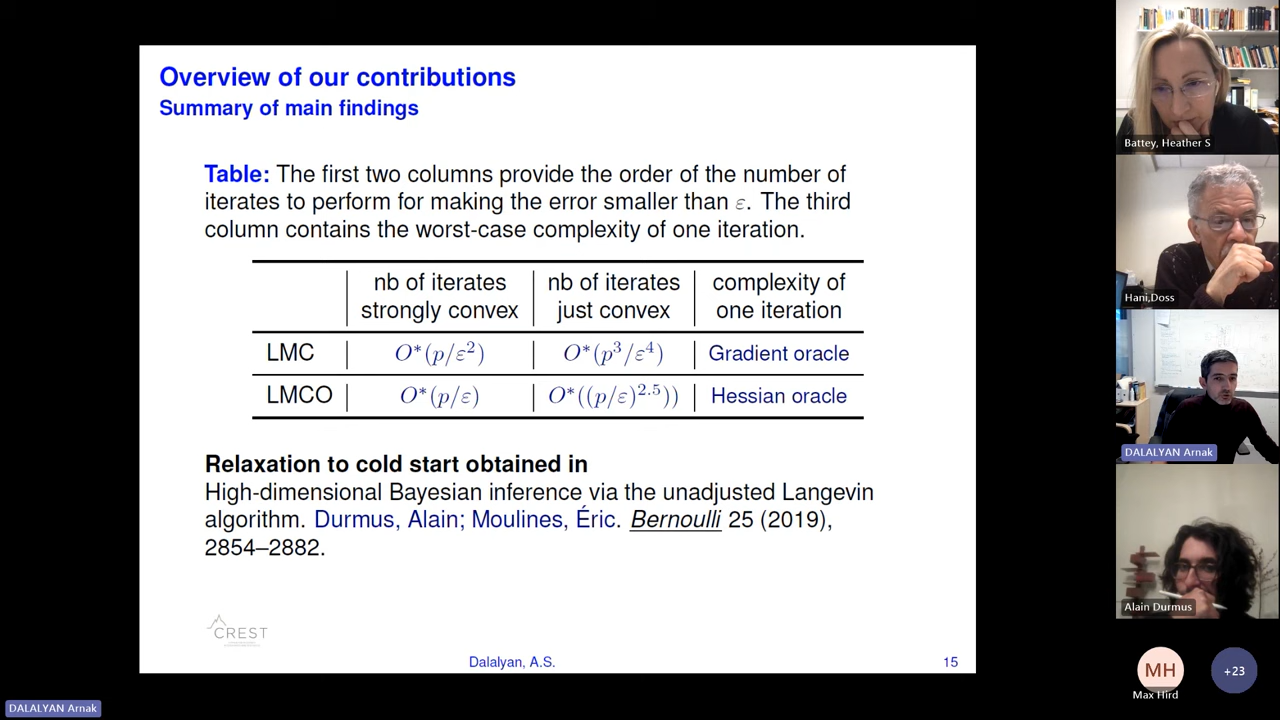 Overview of our contributions
Summary of main findings
Table: The first two columns provide the order of the number of
iterates to perform for making the error smaller than ε. The third
column contains the worst-case complexity of one iteration.
nb of iterates strongly convex | nb of iterates just convex | complexity of one iteration
LMC | O*(p/ε²) | O*(p³/ε⁴) | Gradient oracle
LMCO | O*(p/ε) | O*((p/ε)^2.5)) | Hessian oracle
Relaxation to cold start obtained in
High-dimensional Bayesian inference via the unadjusted Langevin
algorithm. Durmus, Alain; Moulines, Éric. Bernoulli 25 (2019),
2854–2882.
CREST
Dalalyan, A.S.
15
Battey, Heather S
Hani,Doss
DALALYAN Arnak
Alain Durmus
MH
Max Hird
+23
DALALYAN Arnak